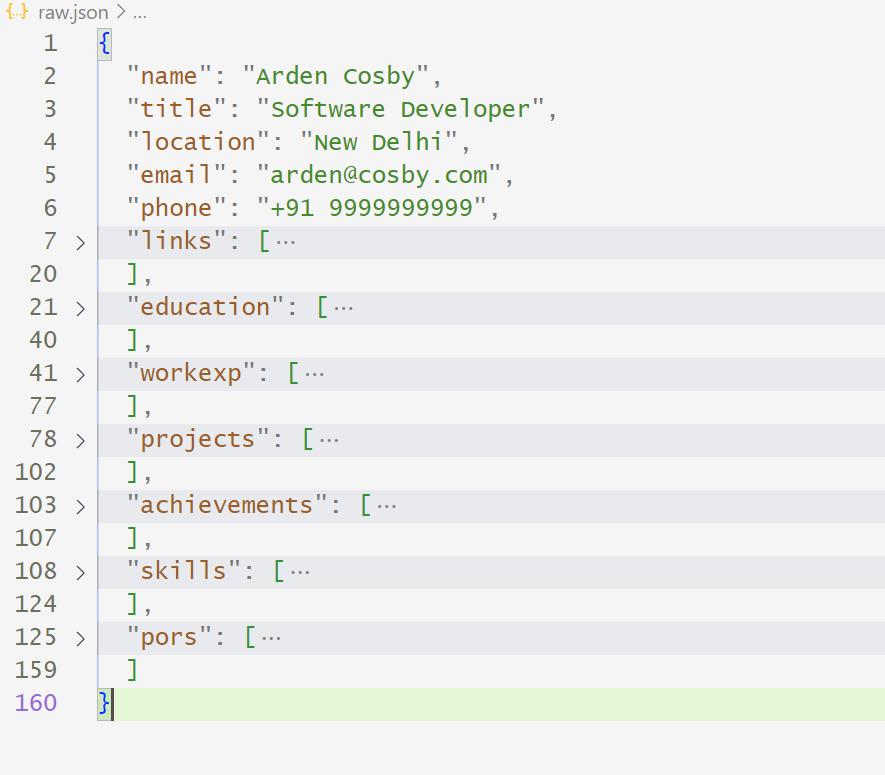 {..} raw.json > ...
1 {
2 "name": "Arden Cosby",
3 "title": "Software Developer",
4 "location": "New Delhi",
5 "email": "arden@cosby.com",
6 "phone": "+91 9999999999",
7 > "links": [···
20 ],
21 > "education": [···
40 ],
41 > "workexp": [···
77 ],
78 > "projects": [···
102 ],
103 > "achievements": [···
107 ],
108 > "skills": [···
124 ],
125 > "pors": [···
159 ]
160 }